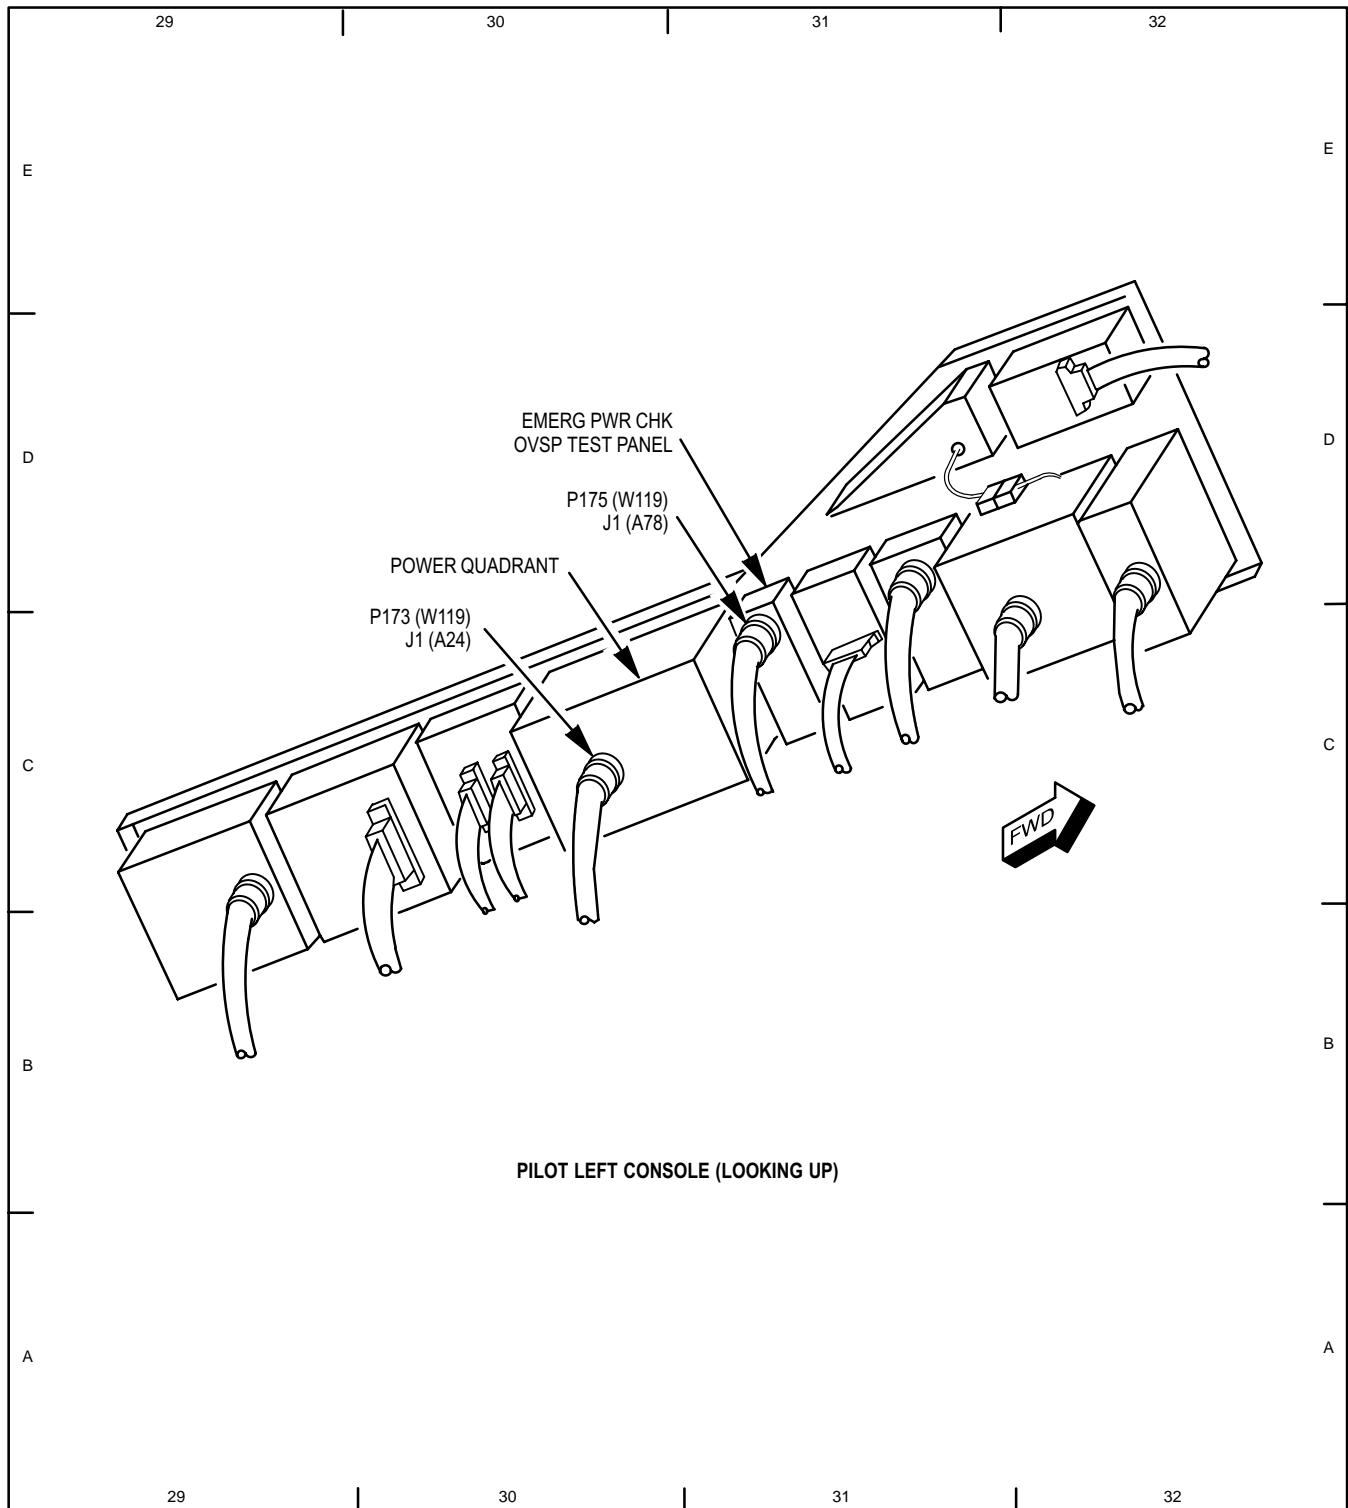 29 30 31 32
E E
EMERG PWR CHK
OVSP TEST PANEL
D D
P175 (W119)
J1 (A78)
POWER QUADRANT
P173 (W119)
J1 (A24)
C C
FWD
B B
PILOT LEFT CONSOLE (LOOKING UP)
A A
29 30 31 32